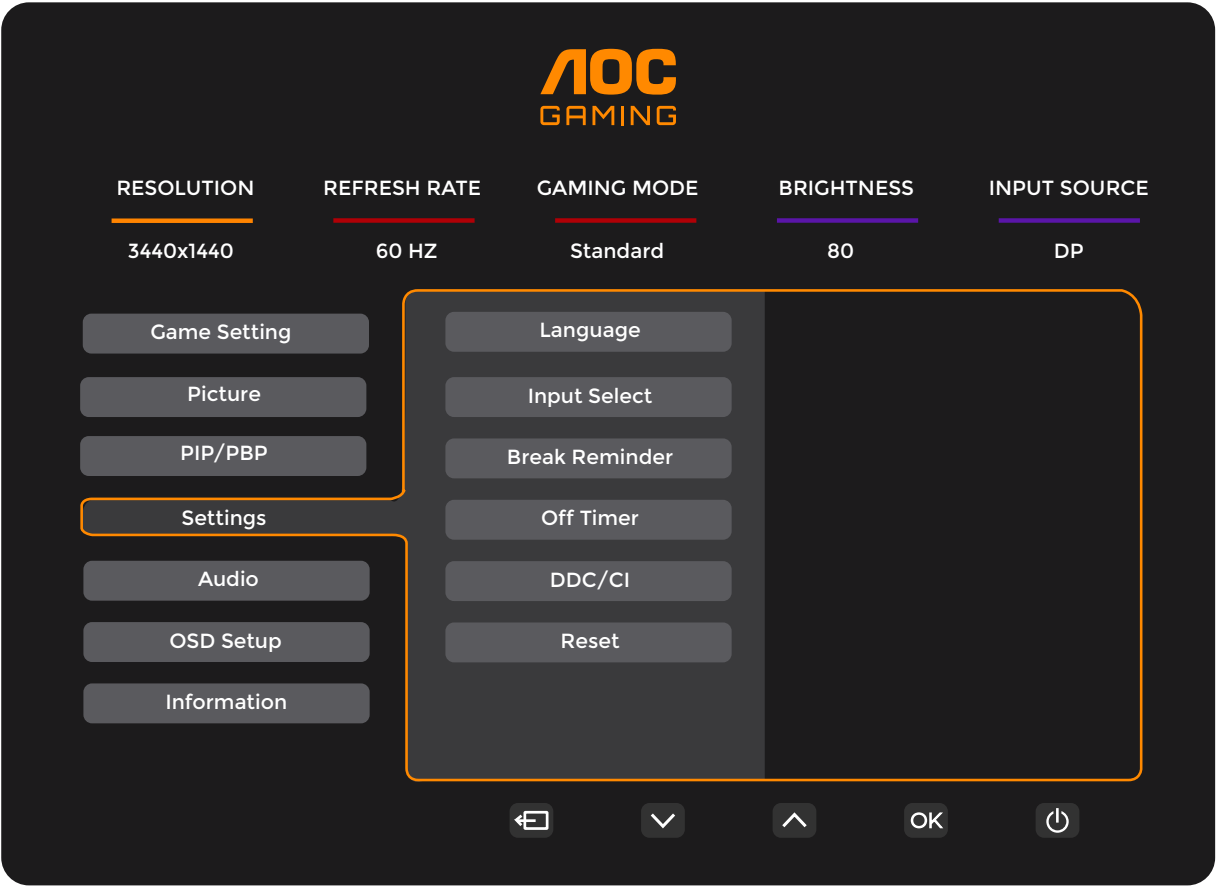 AOC
GAMING
RESOLUTION REFRESH RATE GAMING MODE BRIGHTNESS INPUT SOURCE
3440x1440 60 HZ Standard 80 DP
Game Setting
Picture
PIP/PBP
Settings
Audio
OSD Setup
Information
Language
Input Select
Break Reminder
Off Timer
DDC/CI
Reset
OK